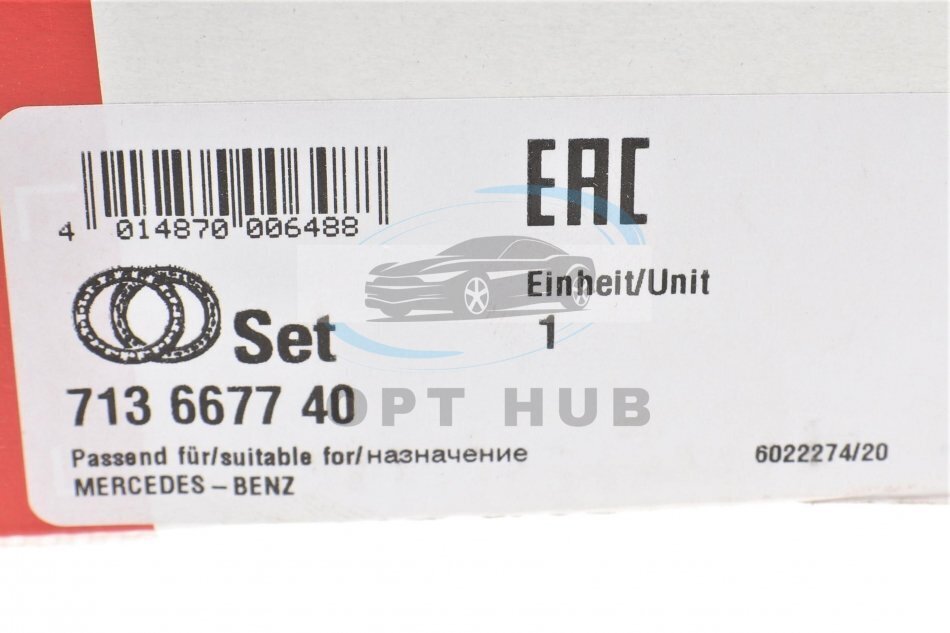 EAC
4 014870 006488
Einheit/Unit
1
Set
713 6677 40
OPT HUB
Passend für/suitable for/назначение
MERCEDES-BENZ
6022274/20